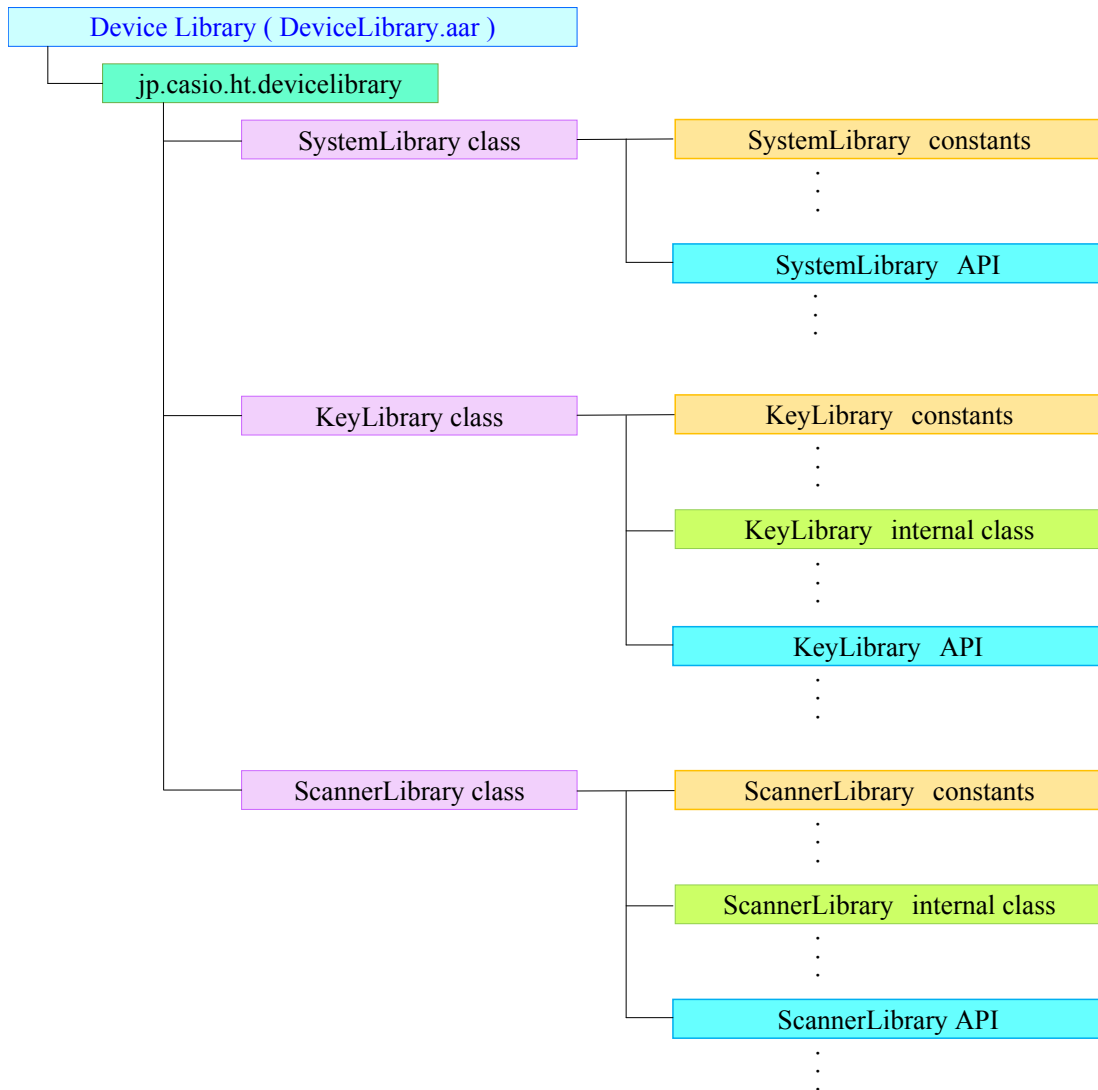 Device Library ( DeviceLibrary.aar )
jp.casio.ht.devicelibrary
SystemLibrary class
SystemLibrary constants
SystemLibrary API
KeyLibrary class
KeyLibrary constants
KeyLibrary internal class
KeyLibrary API
ScannerLibrary class
ScannerLibrary constants
ScannerLibrary internal class
ScannerLibrary API